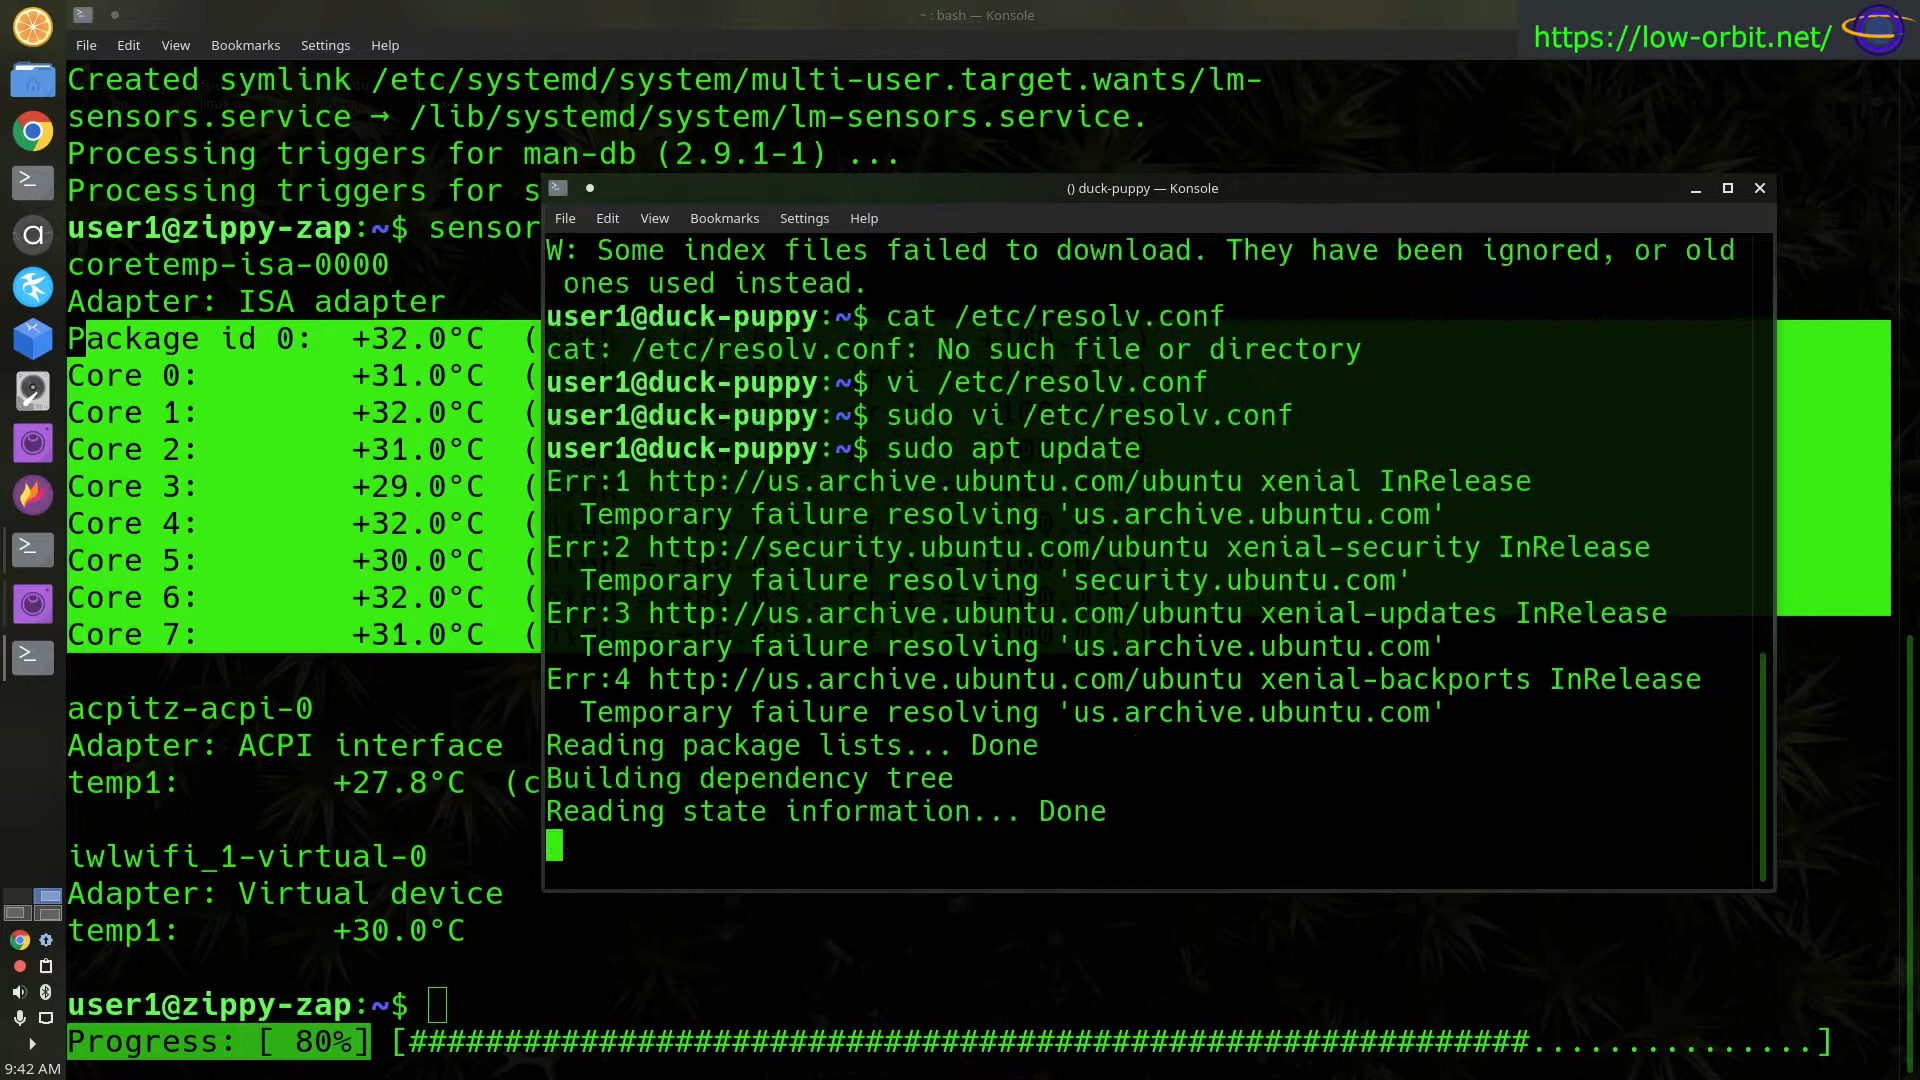 ~ : bash — Konsole
https://low-orbit.net/
File Edit View Bookmarks Settings Help
Created symlink /etc/systemd/system/multi-user.target.wants/lm-
sensors.service → /lib/systemd/system/lm-sensors.service.
Processing triggers for man-db (2.9.1-1) ...
Processing triggers for s
user1@zippy-zap:~$ sensor
coretemp-isa-0000
Adapter: ISA adapter
Package id 0: +32.0°C (
Core 0: +31.0°C (
Core 1: +32.0°C (
Core 2: +31.0°C (
Core 3: +29.0°C (
Core 4: +32.0°C (
Core 5: +30.0°C (
Core 6: +32.0°C (
Core 7: +31.0°C (
acpitz-acpi-0
Adapter: ACPI interface
temp1: +27.8°C (c
iwlwifi_1-virtual-0
Adapter: Virtual device
temp1: +30.0°C
user1@zippy-zap:~$
Progress: [ 80%] [###########################################################...............]
() duck-puppy — Konsole
File Edit View Bookmarks Settings Help
W: Some index files failed to download. They have been ignored, or old
ones used instead.
user1@duck-puppy:~$ cat /etc/resolv.conf
cat: /etc/resolv.conf: No such file or directory
user1@duck-puppy:~$ vi /etc/resolv.conf
user1@duck-puppy:~$ sudo vi /etc/resolv.conf
user1@duck-puppy:~$ sudo apt update
Err:1 http://us.archive.ubuntu.com/ubuntu xenial InRelease
Temporary failure resolving 'us.archive.ubuntu.com'
Err:2 http://security.ubuntu.com/ubuntu xenial-security InRelease
Temporary failure resolving 'security.ubuntu.com'
Err:3 http://us.archive.ubuntu.com/ubuntu xenial-updates InRelease
Temporary failure resolving 'us.archive.ubuntu.com'
Err:4 http://us.archive.ubuntu.com/ubuntu xenial-backports InRelease
Temporary failure resolving 'us.archive.ubuntu.com'
Reading package lists... Done
Building dependency tree
Reading state information... Done
9:42 AM